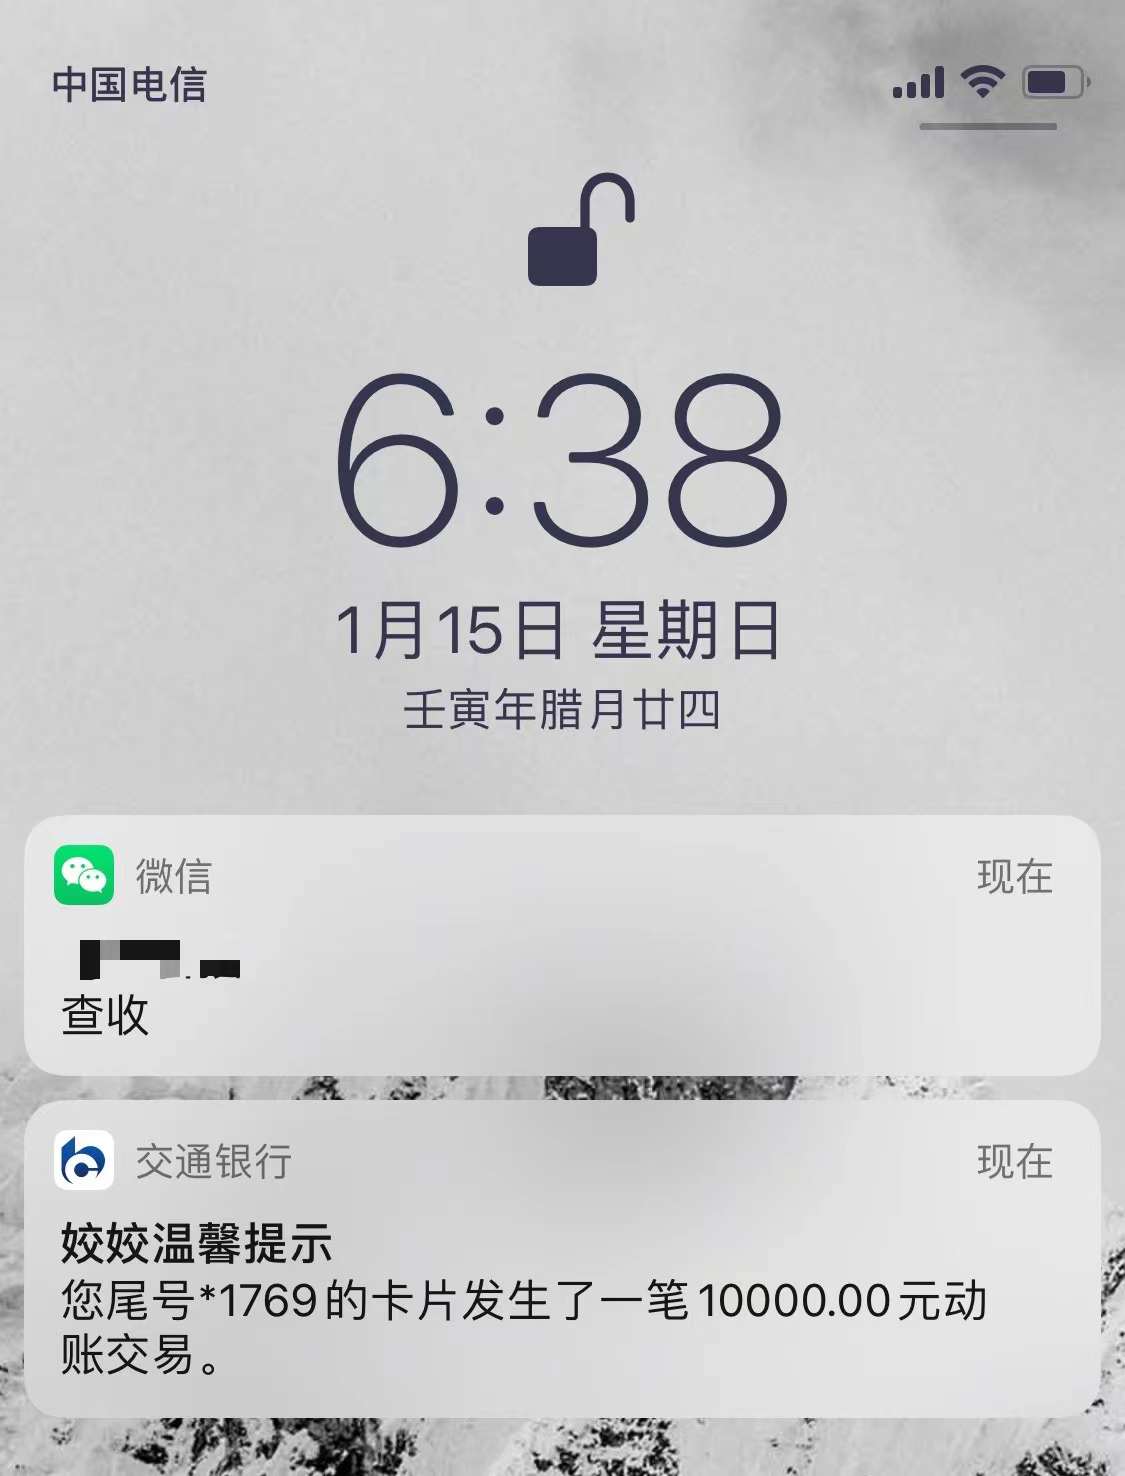 中国电信
6:38
1月15日 星期日
壬寅年腊月廿四
微信 现在
查收
交通银行 现在
姣姣温馨提示
您尾号*1769的卡片发生了一笔10000.00元动
账交易。